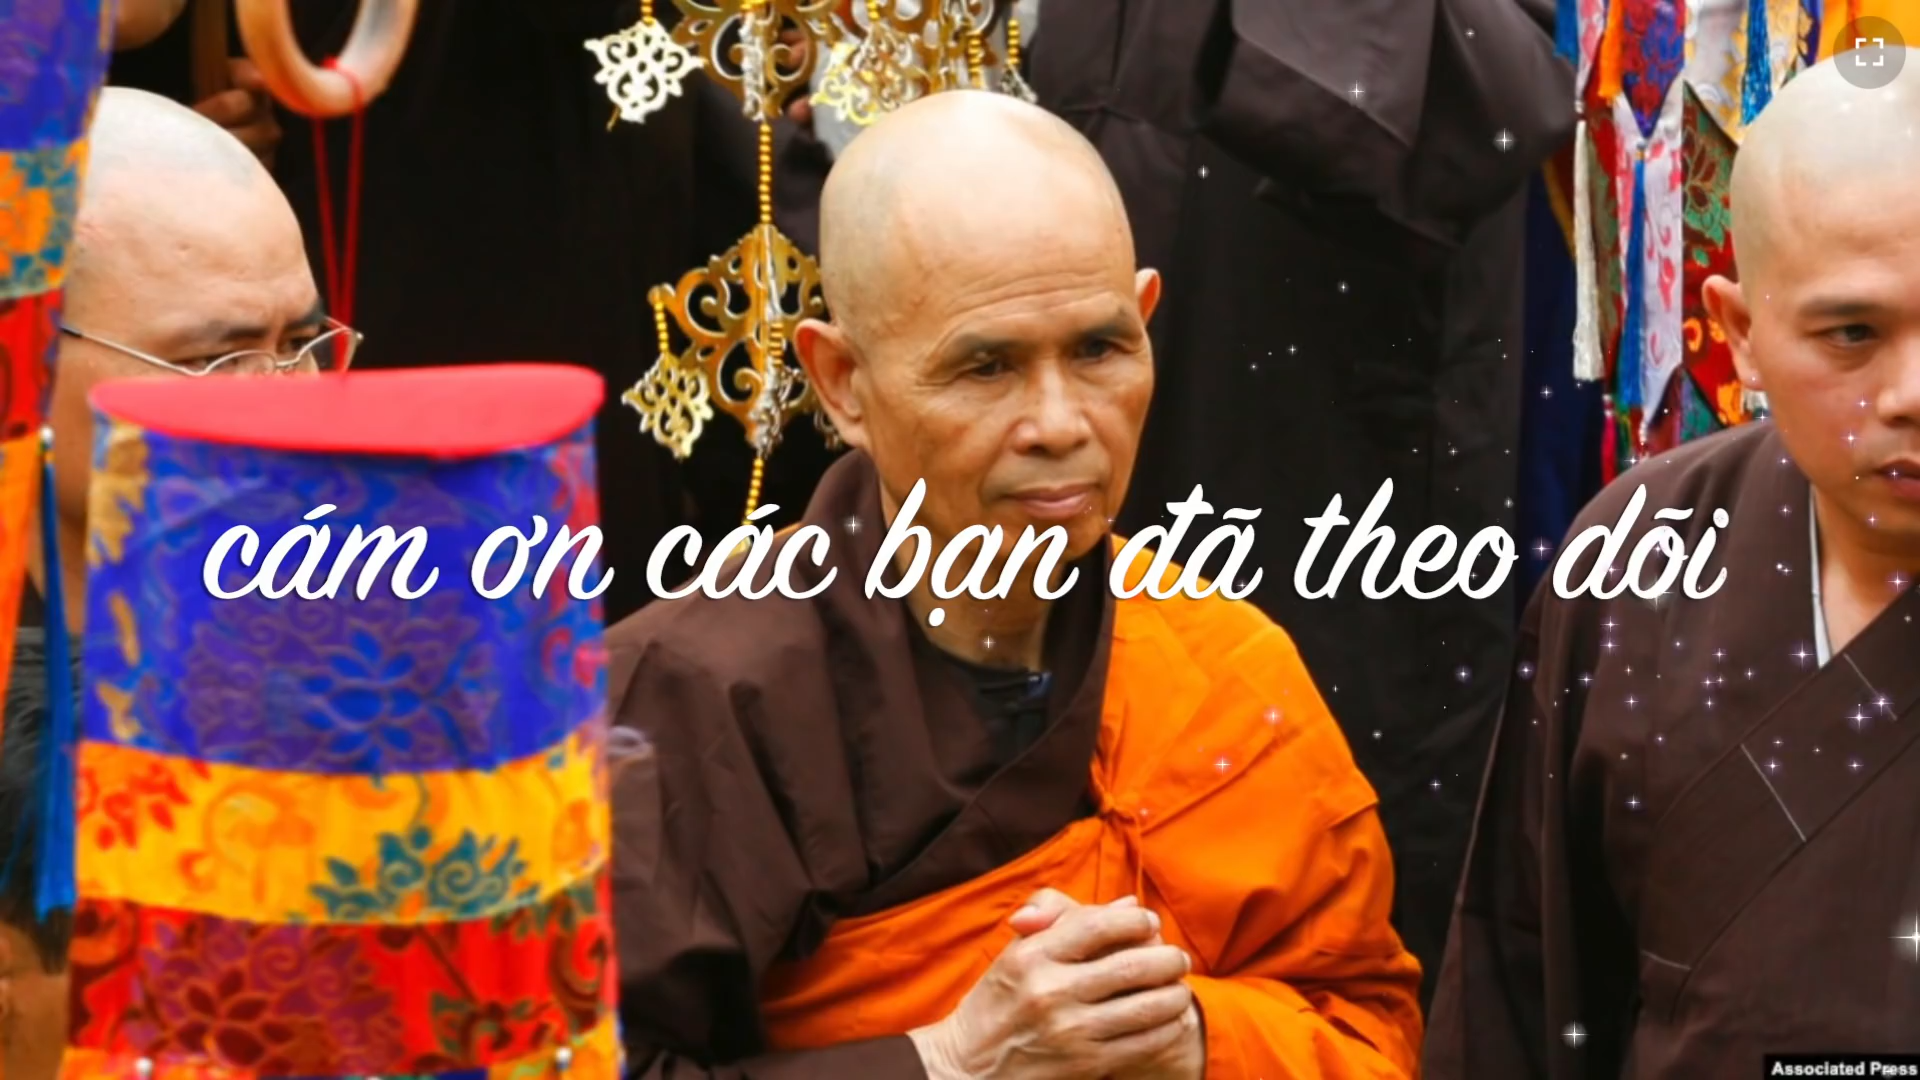 cám ơn các bạn đã theo dõi
Associated Press